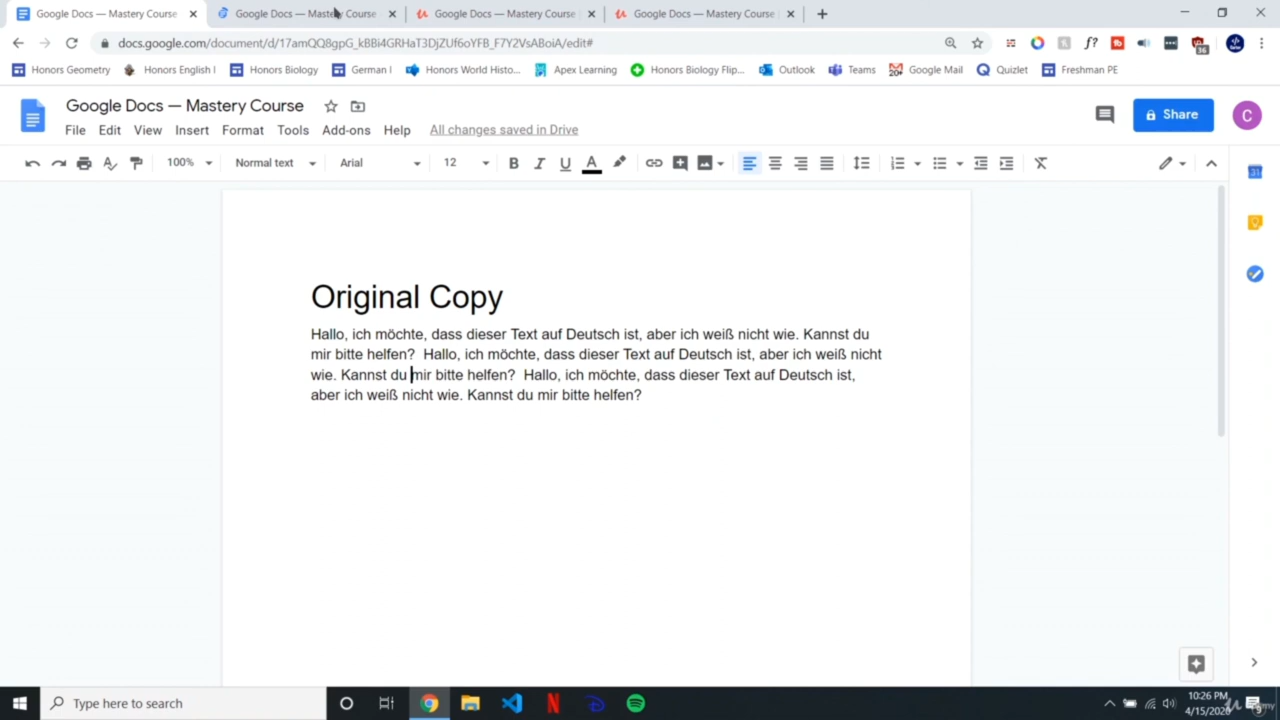 Google Docs — Mastery Course
Google Docs — Mastery Course
Google Docs — Mastery Course
Google Docs — Mastery Course
docs.google.com/document/d/17amQQ8gpG_kBBi4GRHaT3DjZUf6oYFB_F7Y2VsABoiA/edit#
f?
36
Honors Geometry
Honors English I
Honors Biology
German I
Honors World Histo...
Apex Learning
Honors Biology Flip...
Outlook
Teams
Google Mail
Quizlet
Freshman PE
Google Docs — Mastery Course
File Edit View Insert Format Tools Add-ons Help All changes saved in Drive
Share
C
100% Normal text Arial 12 B I U A
31
Original Copy
Hallo, ich möchte, dass dieser Text auf Deutsch ist, aber ich weiß nicht wie. Kannst du
mir bitte helfen?  Hallo, ich möchte, dass dieser Text auf Deutsch ist, aber ich weiß nicht
wie. Kannst du mir bitte helfen?  Hallo, ich möchte, dass dieser Text auf Deutsch ist,
aber ich weiß nicht wie. Kannst du mir bitte helfen?
Type here to search
10:26 PM
4/15/2020